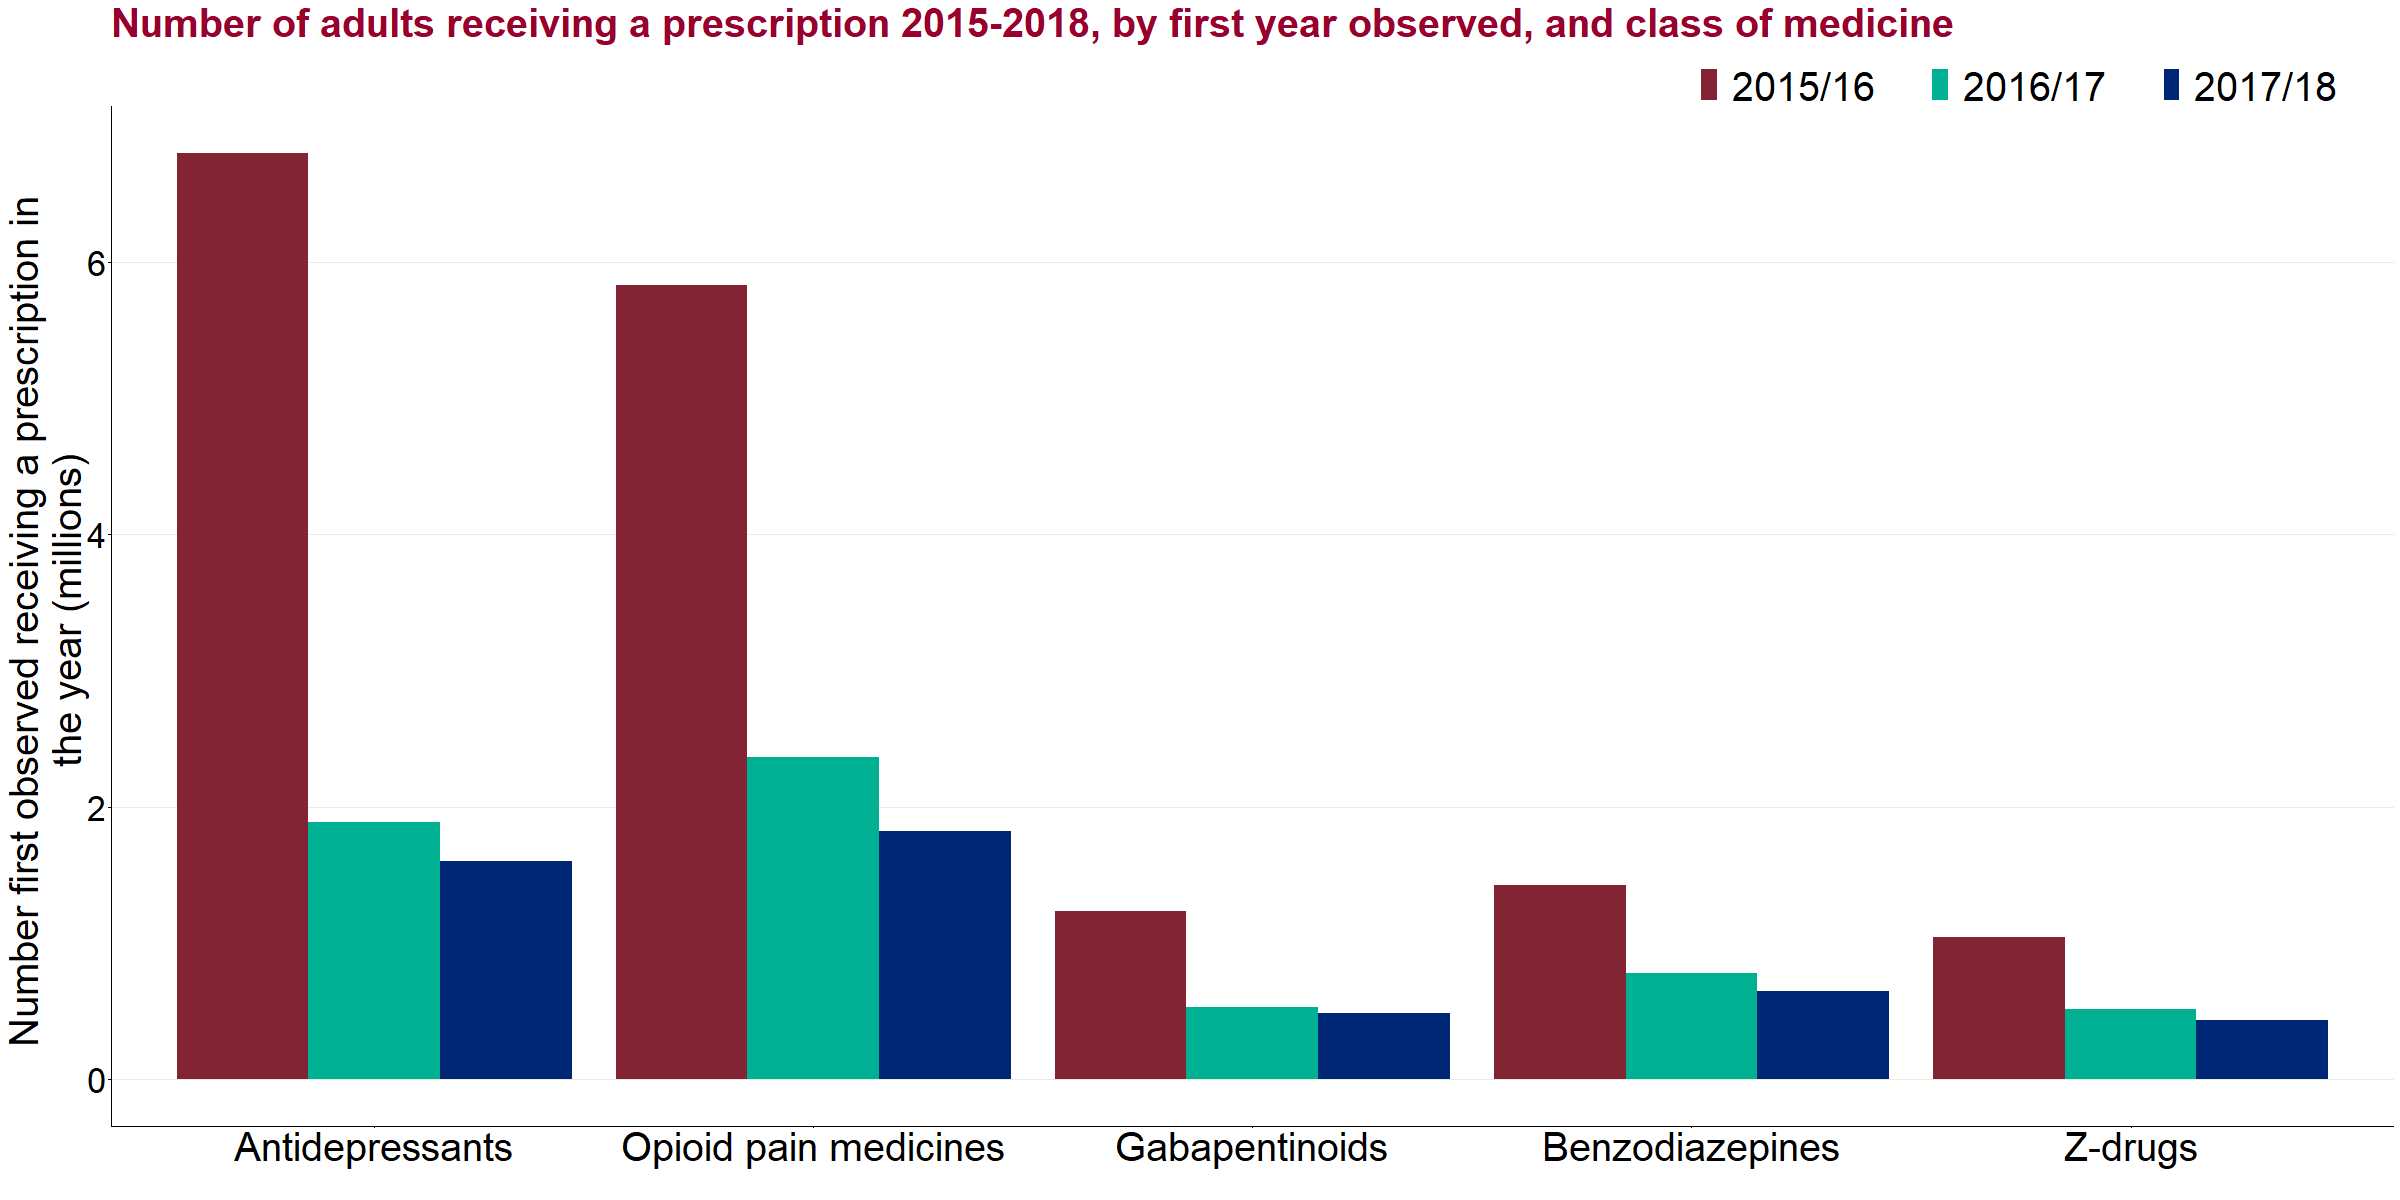 Number of adults receiving a prescription 2015-2018, by first year observed, and class of medicine
2015/16
2016/17
2017/18
Number first observed receiving a prescription in
the year (millions)
6
4
2
0
Antidepressants
Opioid pain medicines
Gabapentinoids
Benzodiazepines
Z-drugs